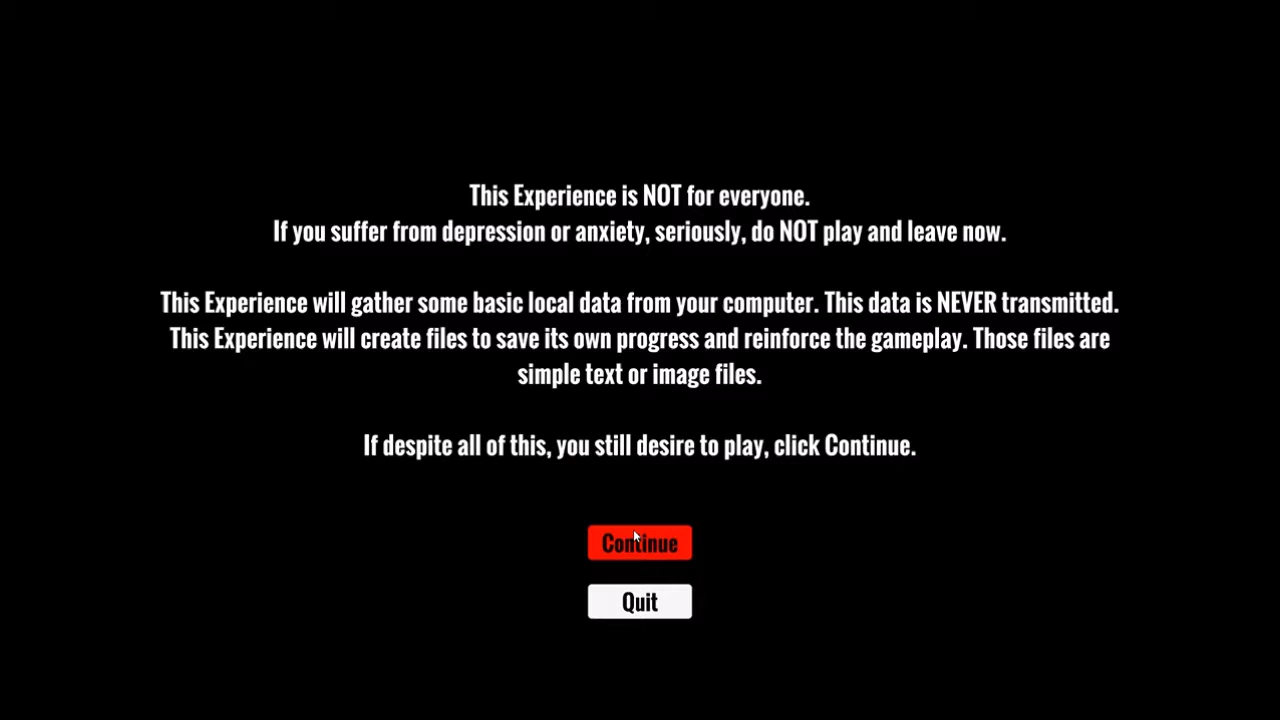 This Experience is NOT for everyone.
If you suffer from depression or anxiety, seriously, do NOT play and leave now.
This Experience will gather some basic local data from your computer. This data is NEVER transmitted.
This Experience will create files to save its own progress and reinforce the gameplay. Those files are
simple text or image files.
If despite all of this, you still desire to play, click Continue.
Continue
Quit